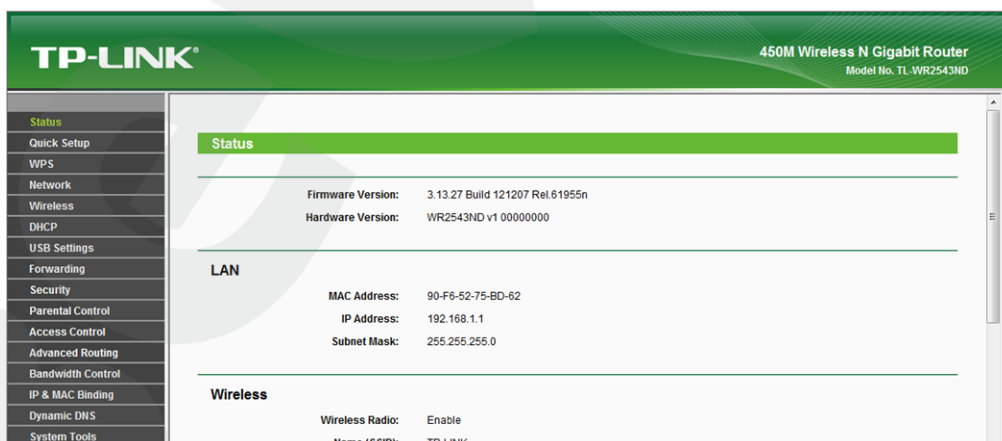 TP-LINK®
450M Wireless N Gigabit Router
Model No. TL-WR2543ND
Status
Quick Setup
WPS
Network
Wireless
DHCP
USB Settings
Forwarding
Security
Parental Control
Access Control
Advanced Routing
Bandwidth Control
IP & MAC Binding
Dynamic DNS
System Tools
Status
Firmware Version: 3.13.27 Build 121207 Rel.61955n
Hardware Version: WR2543ND v1 00000000
LAN
MAC Address: 90-F6-52-75-BD-62
IP Address: 192.168.1.1
Subnet Mask: 255.255.255.0
Wireless
Wireless Radio: Enable
Name (SSID): TP-LINK